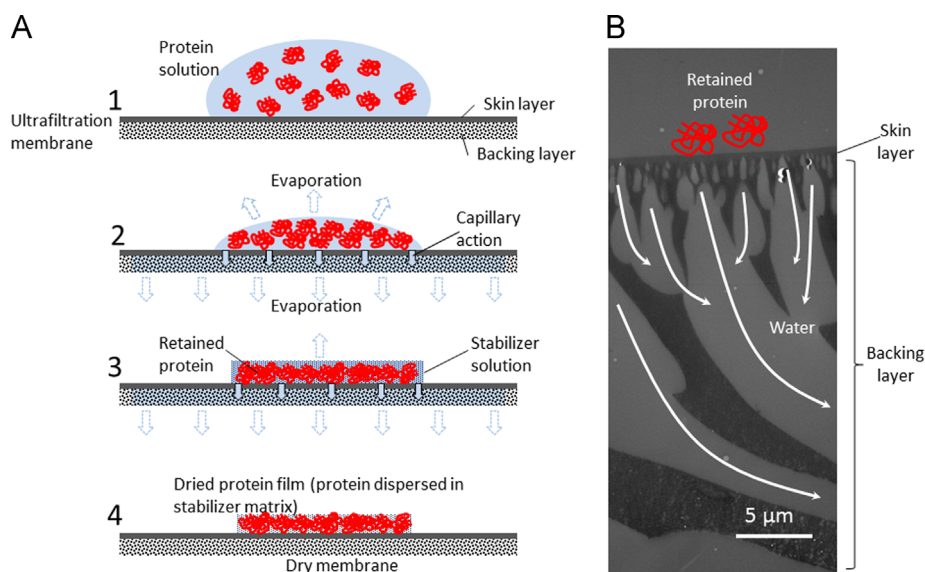 A
Protein
solution
1
Skin layer
Ultrafiltration
membrane
Backing layer
Evaporation
2
Capillary
action
Evaporation
3
Retained
protein
Stabilizer
solution
4
Dried protein film (protein dispersed in
stabilizer matrix)
Dry membrane
B
Retained
protein
Skin
layer
Water
Backing
layer
5 μm